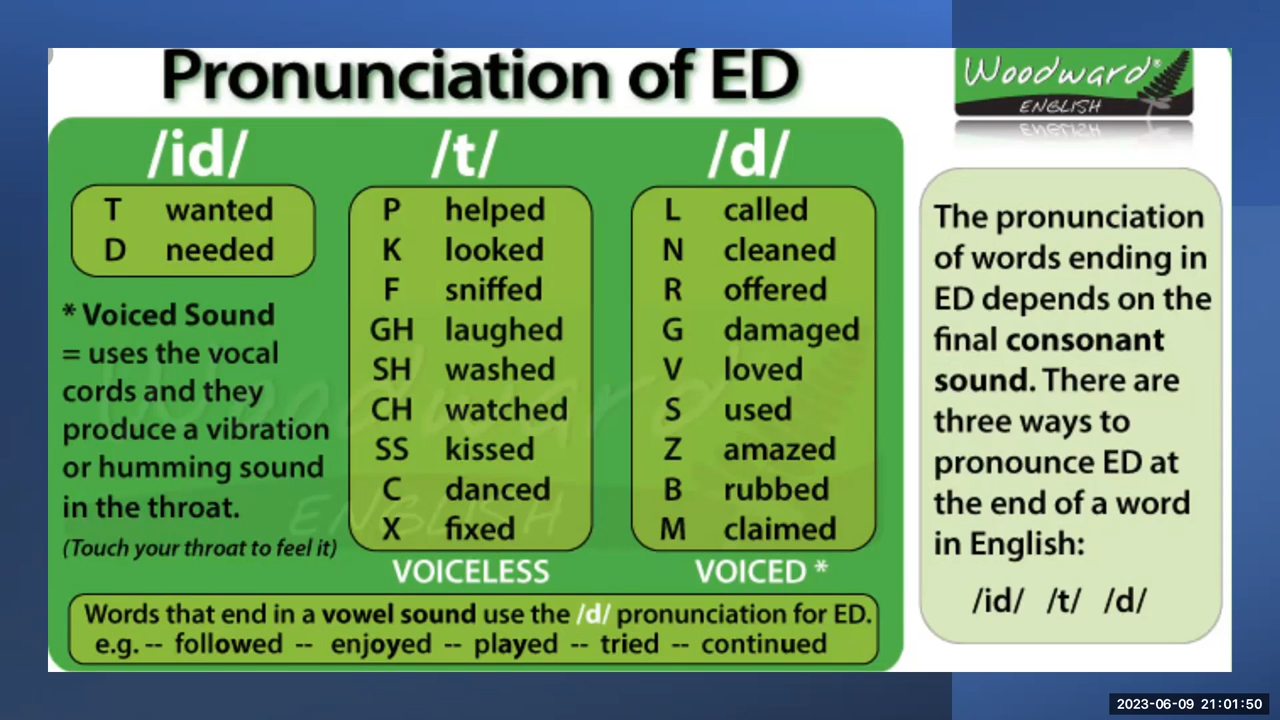 Pronunciation of ED
Woodward®
ENGLISH
/id/
T wanted
D needed
* Voiced Sound
= uses the vocal
cords and they
produce a vibration
or humming sound
in the throat.
(Touch your throat to feel it)
/t/
P helped
K looked
F sniffed
GH laughed
SH washed
CH watched
SS kissed
C danced
X fixed
VOICELESS
/d/
L called
N cleaned
R offered
G damaged
V loved
S used
Z amazed
B rubbed
M claimed
VOICED *
Words that end in a vowel sound use the /d/ pronunciation for ED.
e.g. -- followed -- enjoyed -- played -- tried -- continued
The pronunciation
of words ending in
ED depends on the
final consonant
sound. There are
three ways to
pronounce ED at
the end of a word
in English:
/id/ /t/ /d/
2023-06-09 21:01:50